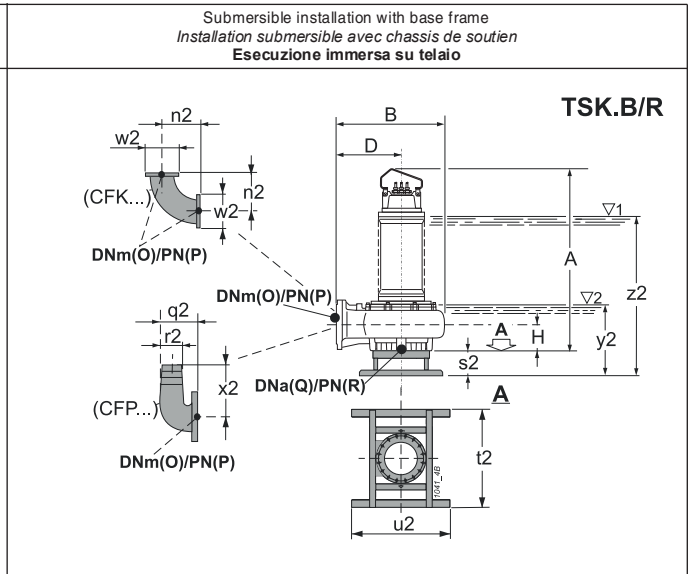 Submersible installation with base frame
Installation submersible avec chassis de soutien
Esecuzione immersa su telaio
TSK.B/R
n2
w2
(CFK...)
n2
w2
DNm(O)/PN(P)
B
D
▽1
A
z2
DNm(O)/PN(P)
▽2
q2
r2
x2
(CFP...)
DNm(O)/PN(P)
A
H
y2
s2
DNa(Q)/PN(R)
A
t2
1041_4B
u2